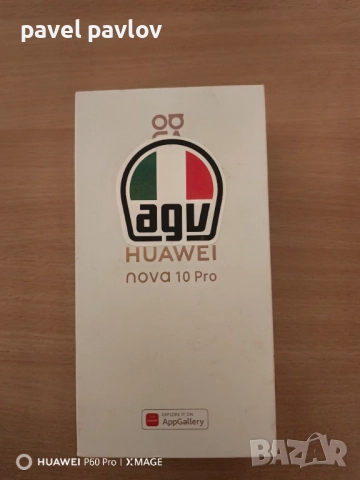 pavel pavlov
agv
HUAWEI
nova 10 Pro
EXPLORE IT ON
AppGallery
HUAWEI P60 Pro | XMAGE
BAZAR